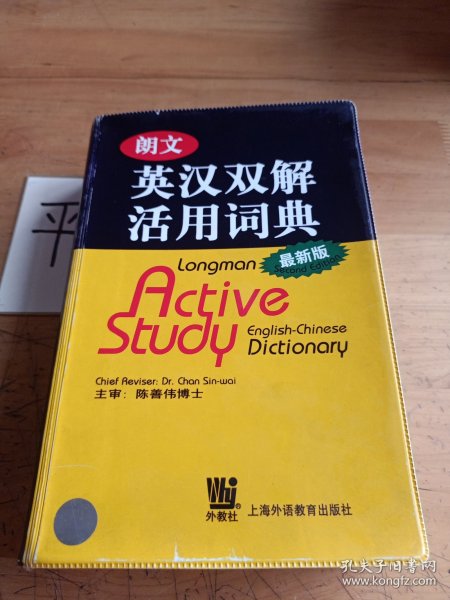 朗文
英汉双解
活用词典
最新版
Second Edition
Longman
Active
Study
English-Chinese
Dictionary
Chief Reviser: Dr. Chan Sin-wai
主审：陈善伟博士
平
Why
外教社
®
上海外语教育出版社
孔夫子旧书网
www.kongfz.com